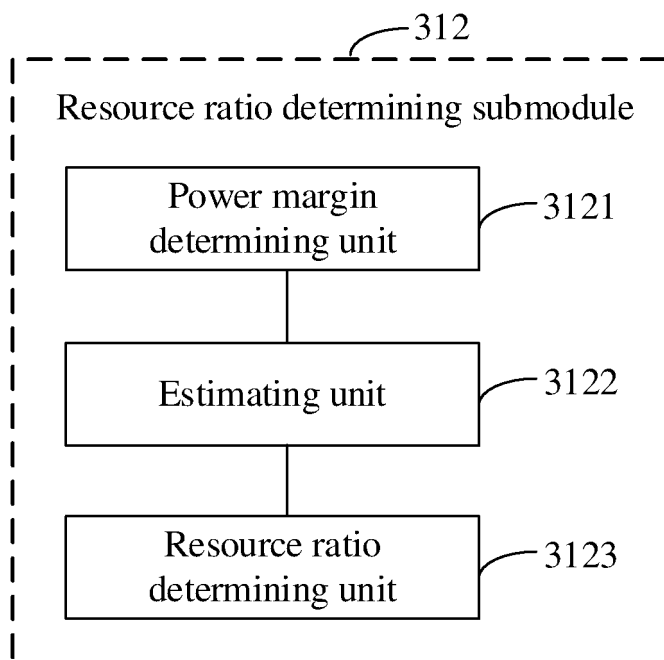 312
Resource ratio determining submodule
Power margin
determining unit
3121
Estimating unit
3122
Resource ratio
determining unit
3123